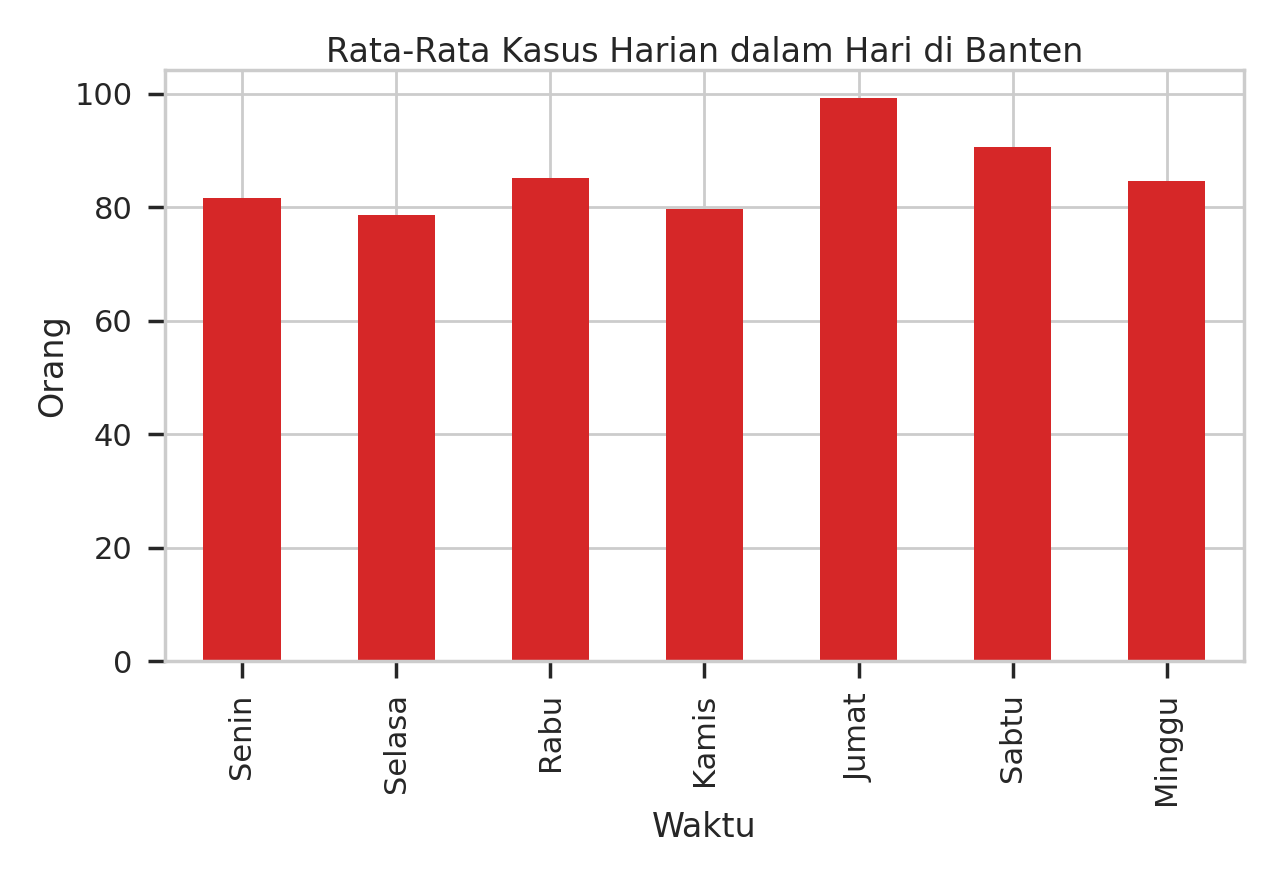 Rata-Rata Kasus Harian dalam Hari di Banten
100
80
60
40
20
0
Orang
Senin
Selasa
Rabu
Kamis
Jumat
Sabtu
Minggu
Waktu